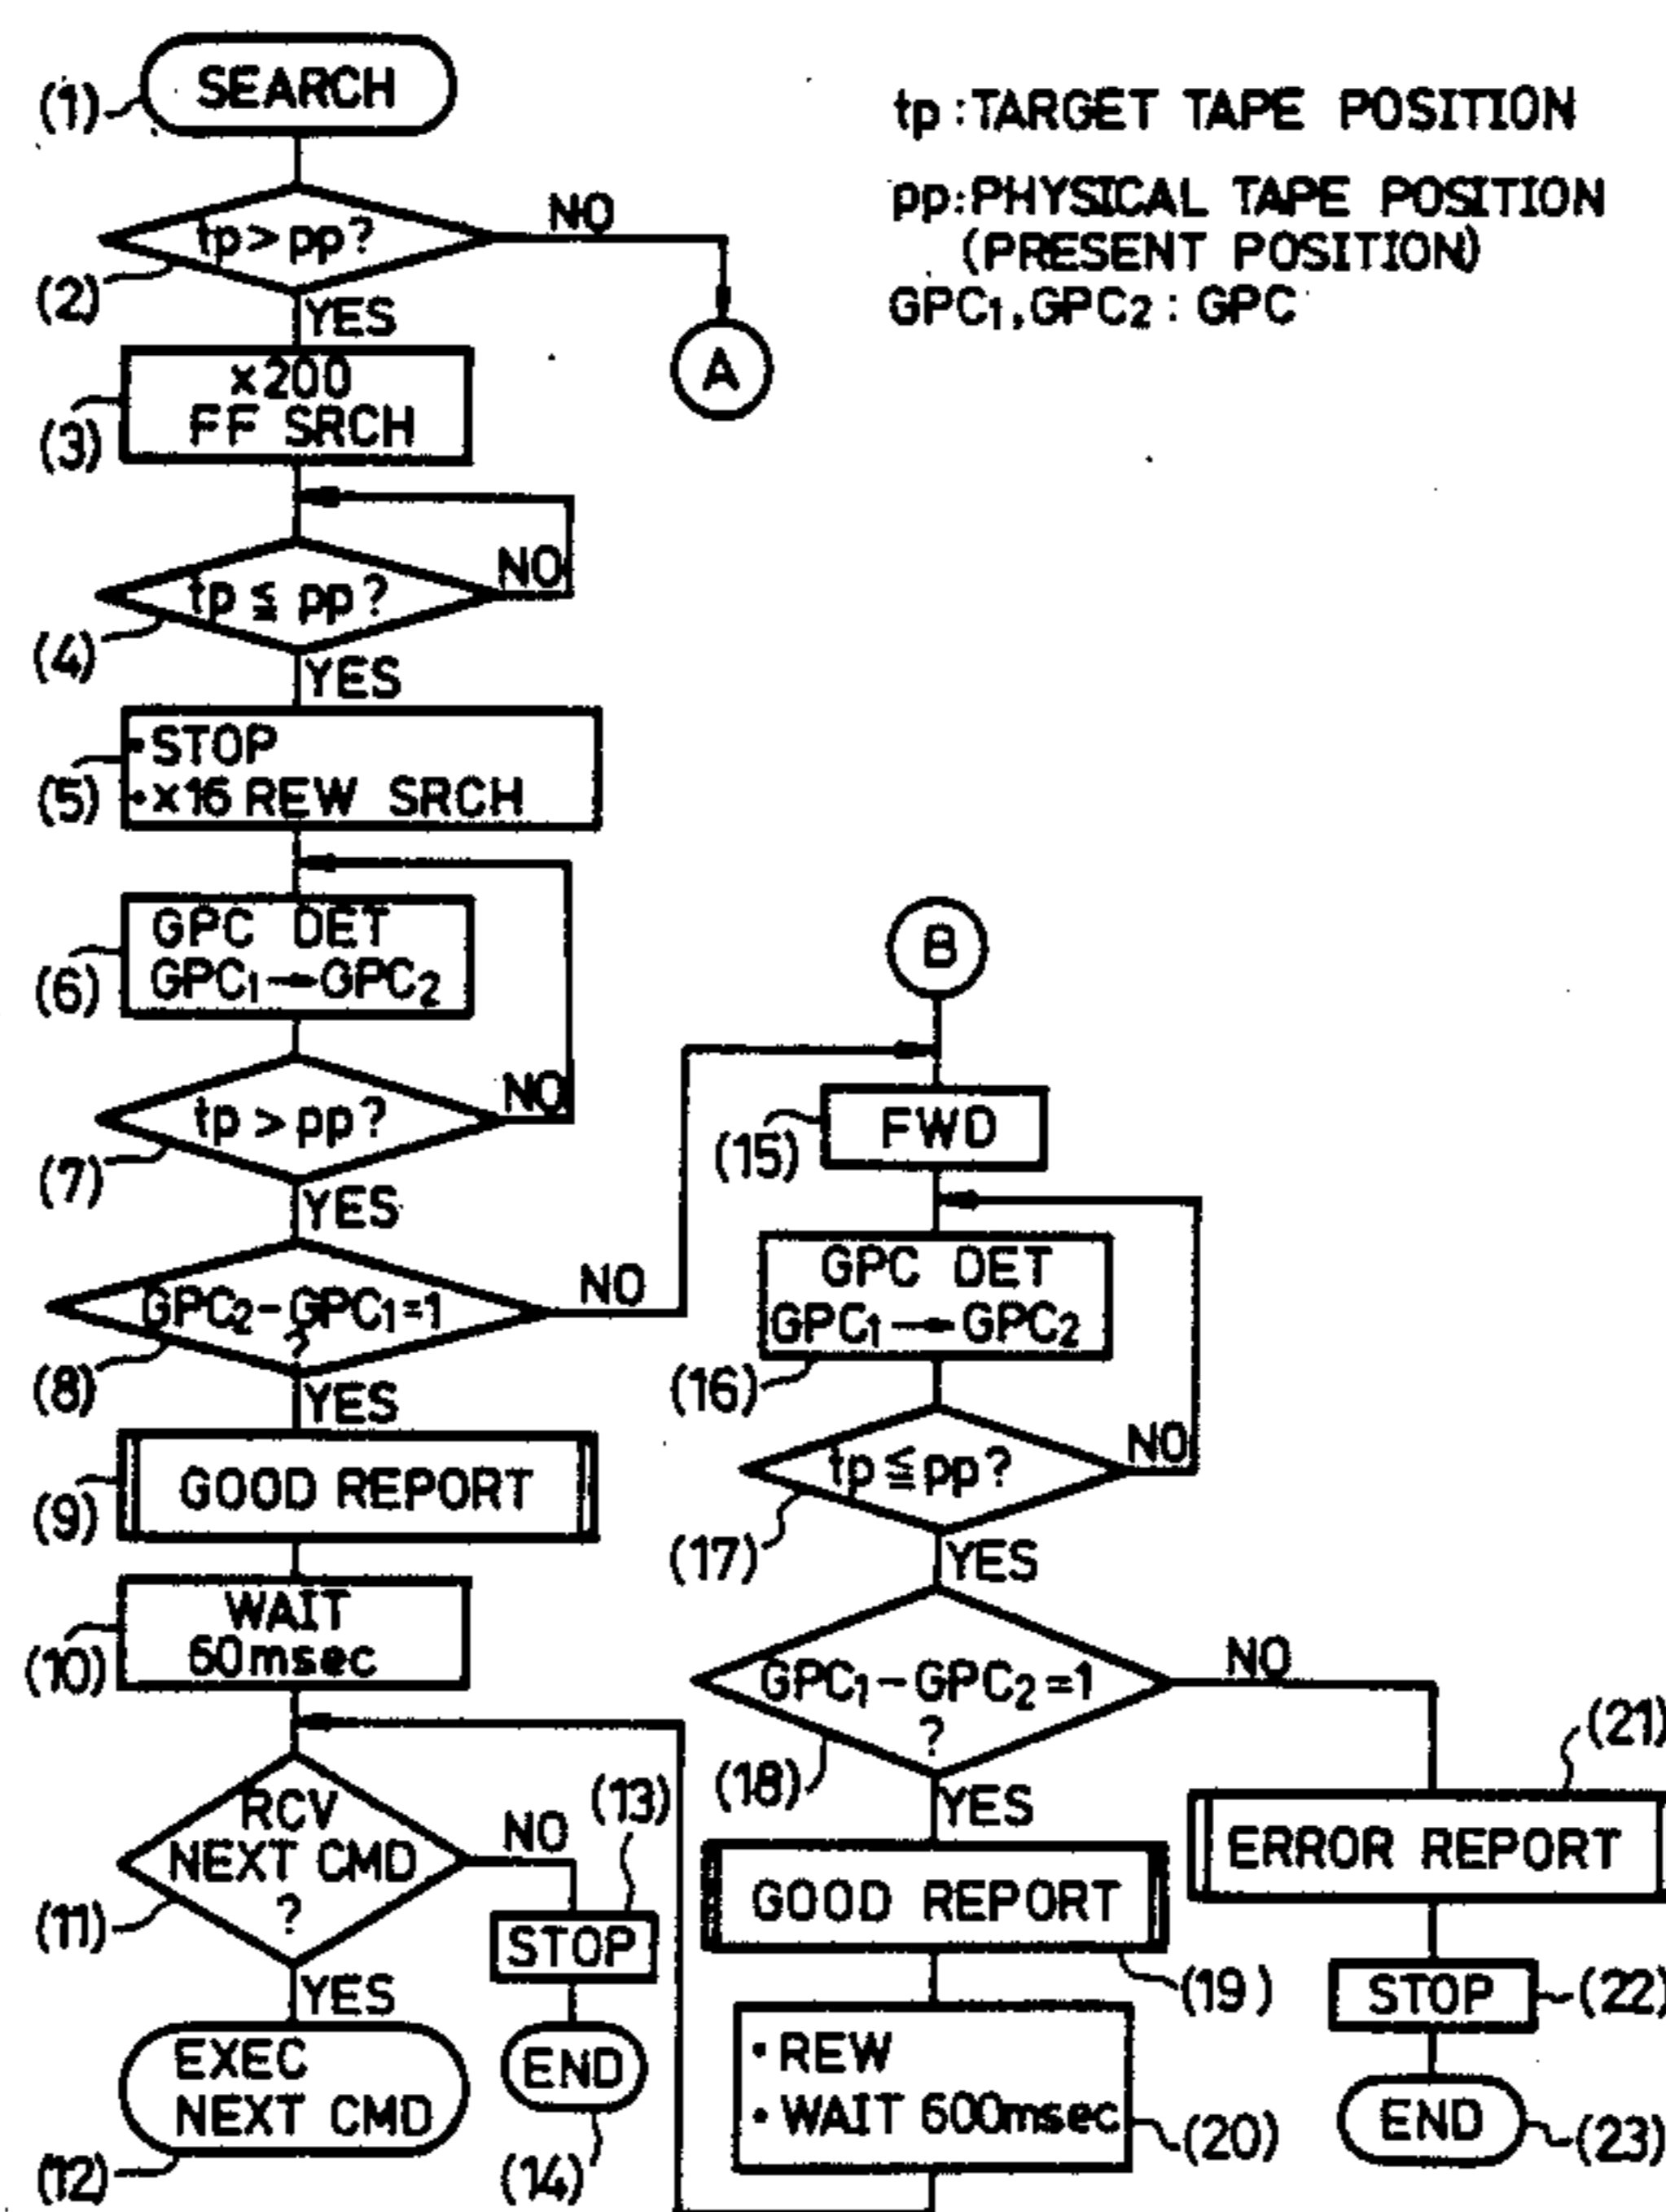 (1)
SEARCH
tp : TARGET TAPE POSITION
pp : PHYSICAL TAPE POSITION
(PRESENT POSITION)
GPC₁, GPC₂ : GPC
tp > pp ?
NO
(2)
YES
A
x200
FF SRCH
(3)
tp ≦ pp ?
NO
(4)
YES
• STOP
• x16 REW SRCH
(5)
GPC DET
GPC₁ → GPC₂
(6)
tp > pp ?
NO
(7)
YES
GPC₂ - GPC₁ = 1
?
NO
(8)
YES
GOOD REPORT
(9)
WAIT
60msec
(10)
RCV
NEXT CMD
?
NO
(11)
YES
EXEC
NEXT CMD
(12)
(13)
STOP
END
(14)
B
FWD
(15)
GPC DET
GPC₁ → GPC₂
(16)
tp ≦ pp ?
NO
(17)
YES
GPC₁ - GPC₂ = 1
?
NO
(18)
YES
GOOD REPORT
(19)
• REW
• WAIT 600msec
(20)
(21)
ERROR REPORT
STOP
(22)
END
(23)